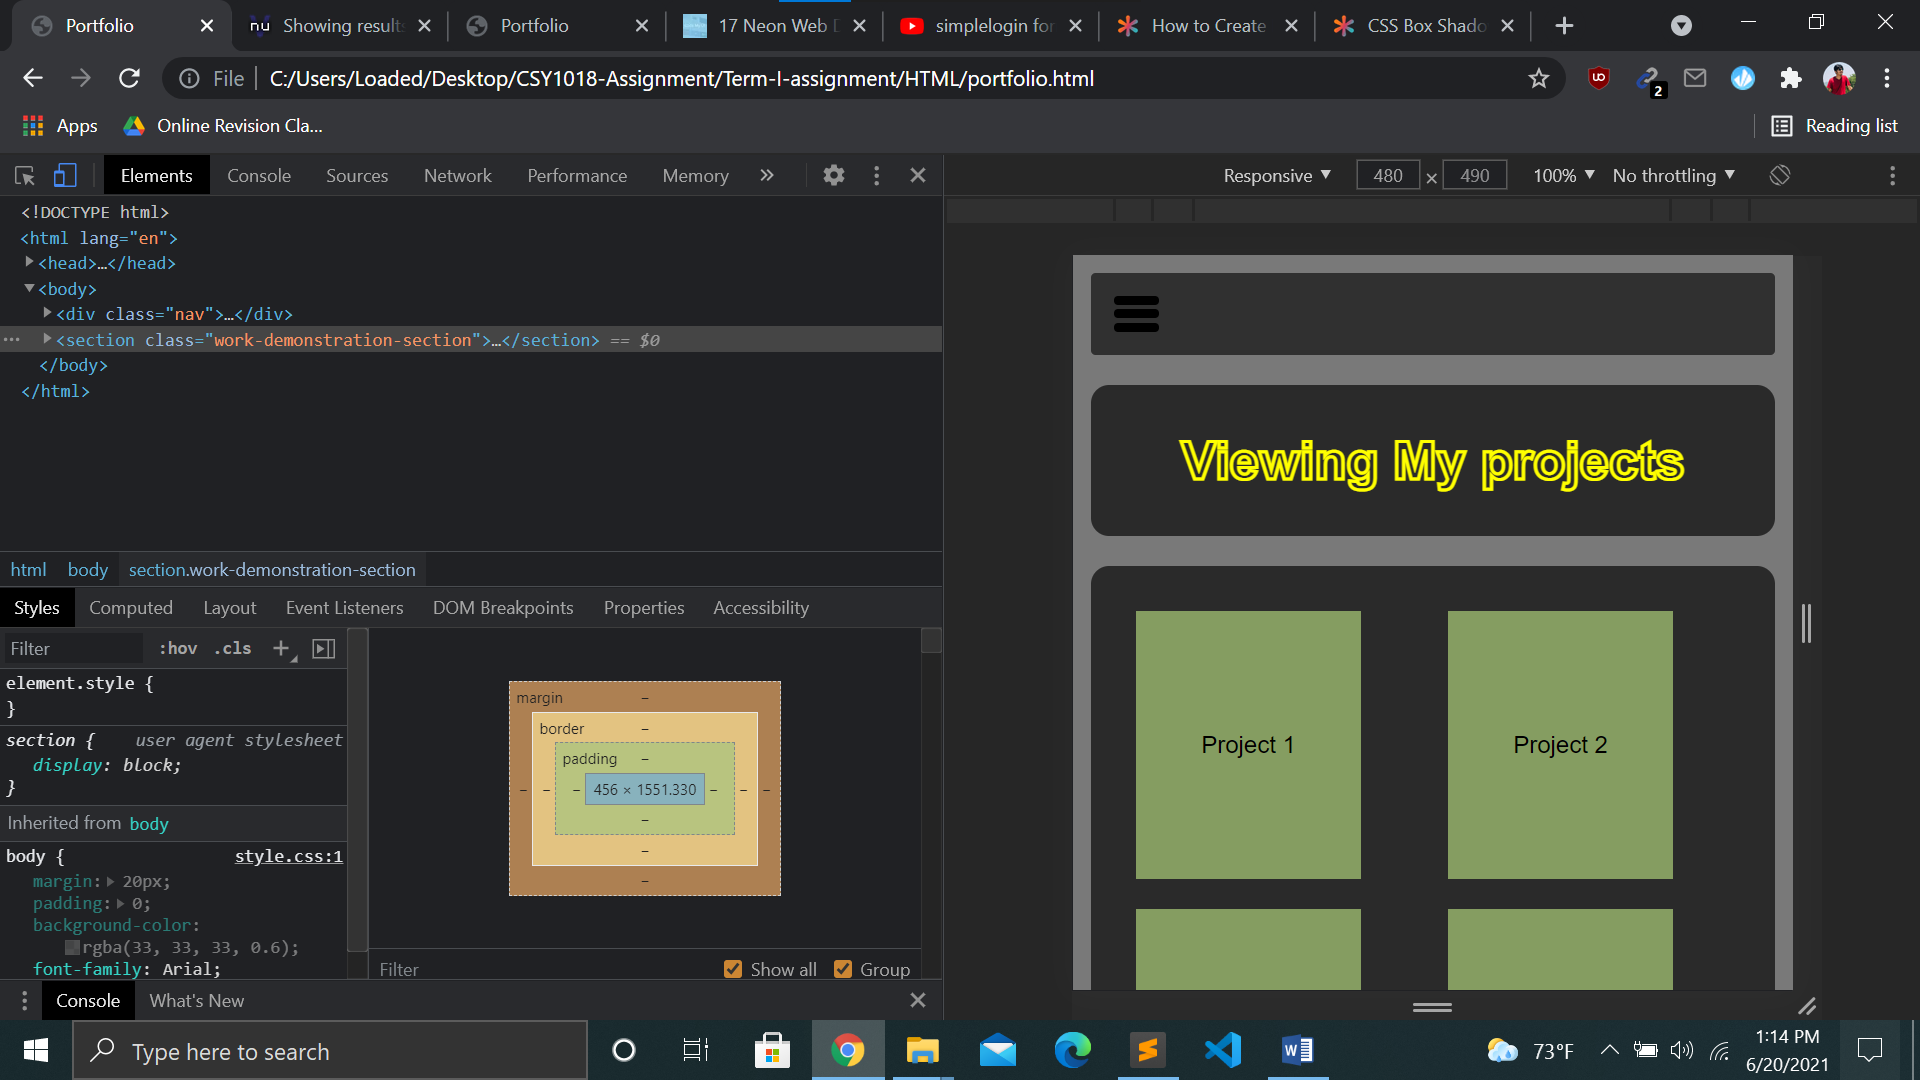 Portfolio
Showing result
Portfolio
17 Neon Web D
simplelogin for
How to Create
CSS Box Shado
File
C:/Users/Loaded/Desktop/CSY1018-Assignment/Term-I-assignment/HTML/portfolio.html
2
Apps
Online Revision Cla...
Reading list
Elements
Console
Sources
Network
Performance
Memory
»
Responsive ▼
480 × 490
100% ▼
No throttling ▼
<!DOCTYPE html>
<html lang="en">
<head>…</head>
<body>
<div class="nav">…</div>
<section class="work-demonstration-section">…</section> == $0
</body>
</html>
html
body
section.work-demonstration-section
Styles
Computed
Layout
Event Listeners
DOM Breakpoints
Properties
Accessibility
Filter
:hov
.cls
element.style {
}
section {
user agent stylesheet
display: block;
}
Inherited from body
body {
style.css:1
margin: 20px;
padding: 0;
background-color:
rgba(33, 33, 33, 0.6);
font-family: Arial;
margin –
border –
padding –
– – – 456 × 1551.330 – – –
–
–
–
Filter
Show all
Group
Console
What's New
Viewing My projects
Project 1
Project 2
Type here to search
73°F
1:14 PM
6/20/2021